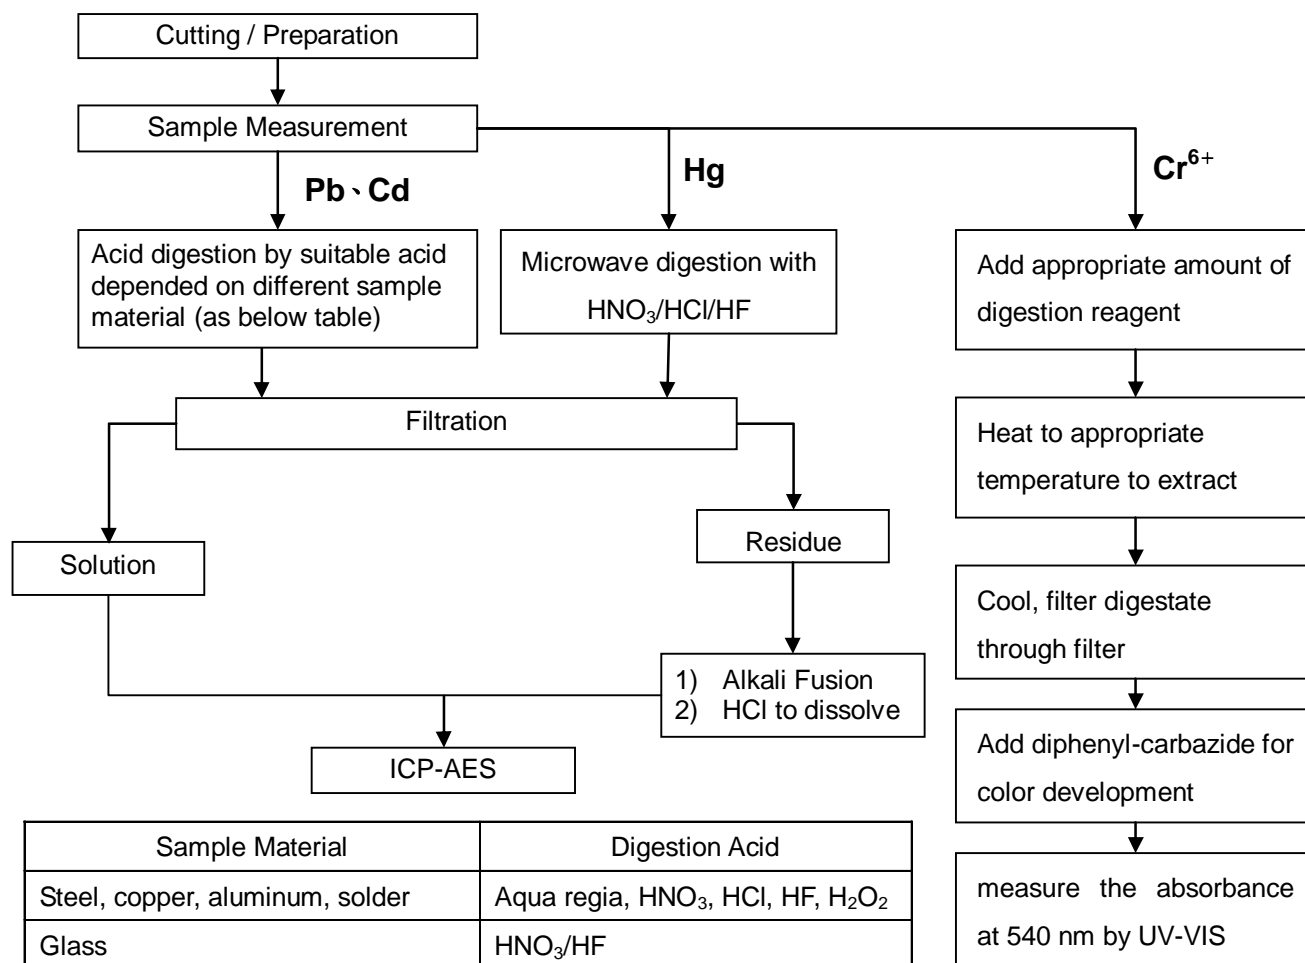 Cutting / Preparation
Sample Measurement
Pb、Cd
Hg
Cr⁶⁺
Acid digestion by suitable acid
depended on different sample
material (as below table)
Microwave digestion with
HNO₃/HCl/HF
Add appropriate amount of
digestion reagent
Filtration
Heat to appropriate
temperature to extract
Solution
Residue
Cool, filter digestate
through filter
1) Alkali Fusion
2) HCl to dissolve
ICP-AES
Add diphenyl-carbazide for
color development
measure the absorbance
at 540 nm by UV-VIS
Sample Material Digestion Acid
Steel, copper, aluminum, solder Aqua regia, HNO₃, HCl, HF, H₂O₂
Glass HNO₃/HF